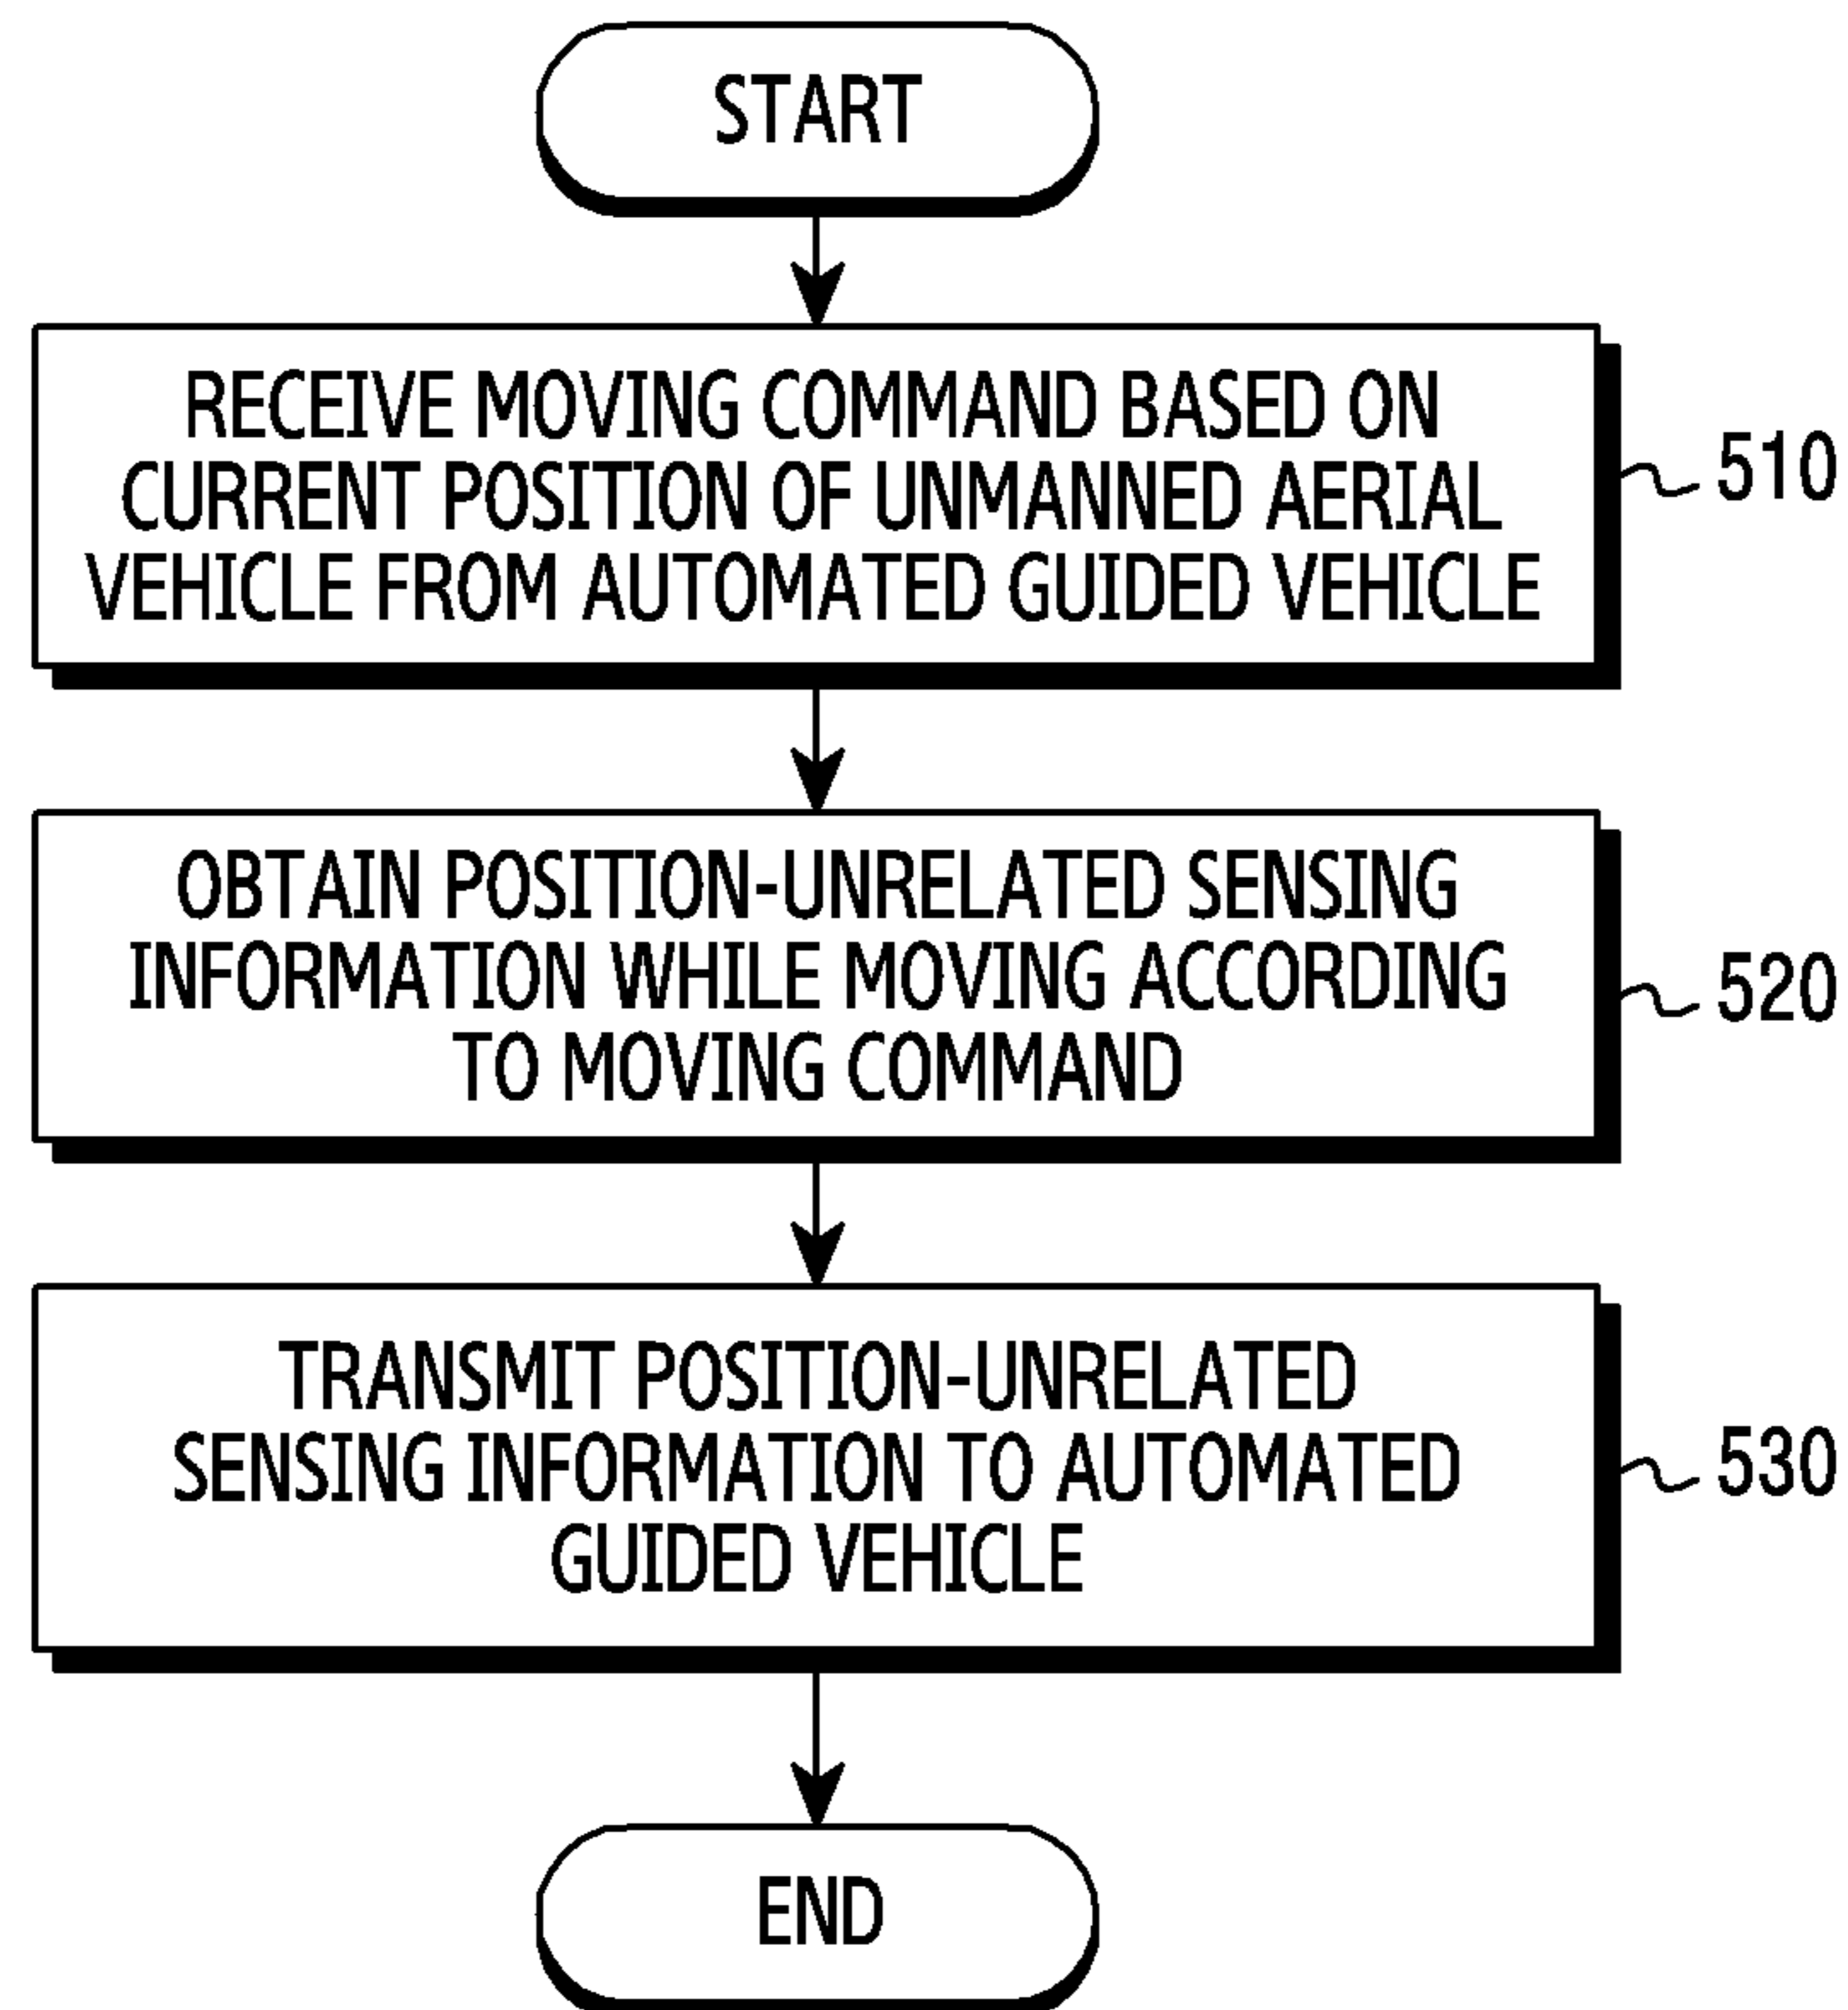 START
RECEIVE MOVING COMMAND BASED ON
CURRENT POSITION OF UNMANNED AERIAL
VEHICLE FROM AUTOMATED GUIDED VEHICLE
510
OBTAIN POSITION-UNRELATED SENSING
INFORMATION WHILE MOVING ACCORDING
TO MOVING COMMAND
520
TRANSMIT POSITION-UNRELATED
SENSING INFORMATION TO AUTOMATED
GUIDED VEHICLE
530
END